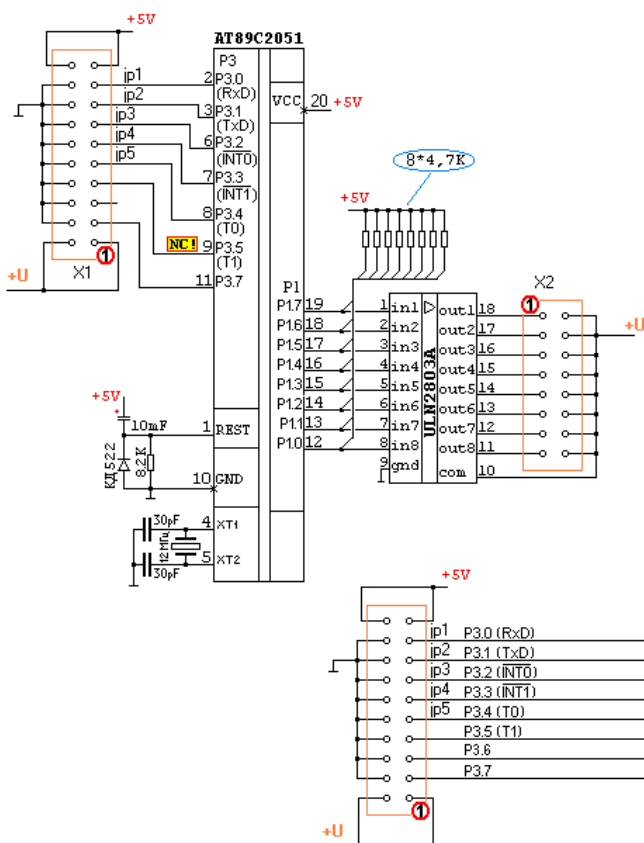 +5V
AT89C2051
P3
ip1
2
P3.0
(RxD)
ip2
3
P3.1
(TxD)
ip3
6
P3.2
(INT0)
ip4
7
P3.3
(INT1)
ip5
8
P3.4
(T0)
NC!
9
P3.5
(T1)
11
P3.7
VCC
20
+5V
+U
X1
1
8*4,7K
+5V
P1
P1.7 19
P1.6 18
P1.5 17
P1.4 16
P1.3 15
P1.2 14
P1.1 13
P1.0 12
1 in1
2 in2
3 in3
4 in4
5 in5
6 in6
7 in7
8 in8
9 gnd
ULN2803A
out1 18
out2 17
out3 16
out4 15
out5 14
out6 13
out7 12
out8 11
com 10
X2
1
+U
+5V
+
10mF
1 REST
КД522
8.2K
10 GND
30pF
4 XT1
12МГц
5 XT2
30pF
+5V
ip1 P3.0 (RxD)
ip2 P3.1 (TxD)
ip3 P3.2 (INT0)
ip4 P3.3 (INT1)
ip5 P3.4 (T0)
P3.5 (T1)
P3.6
P3.7
1
+U